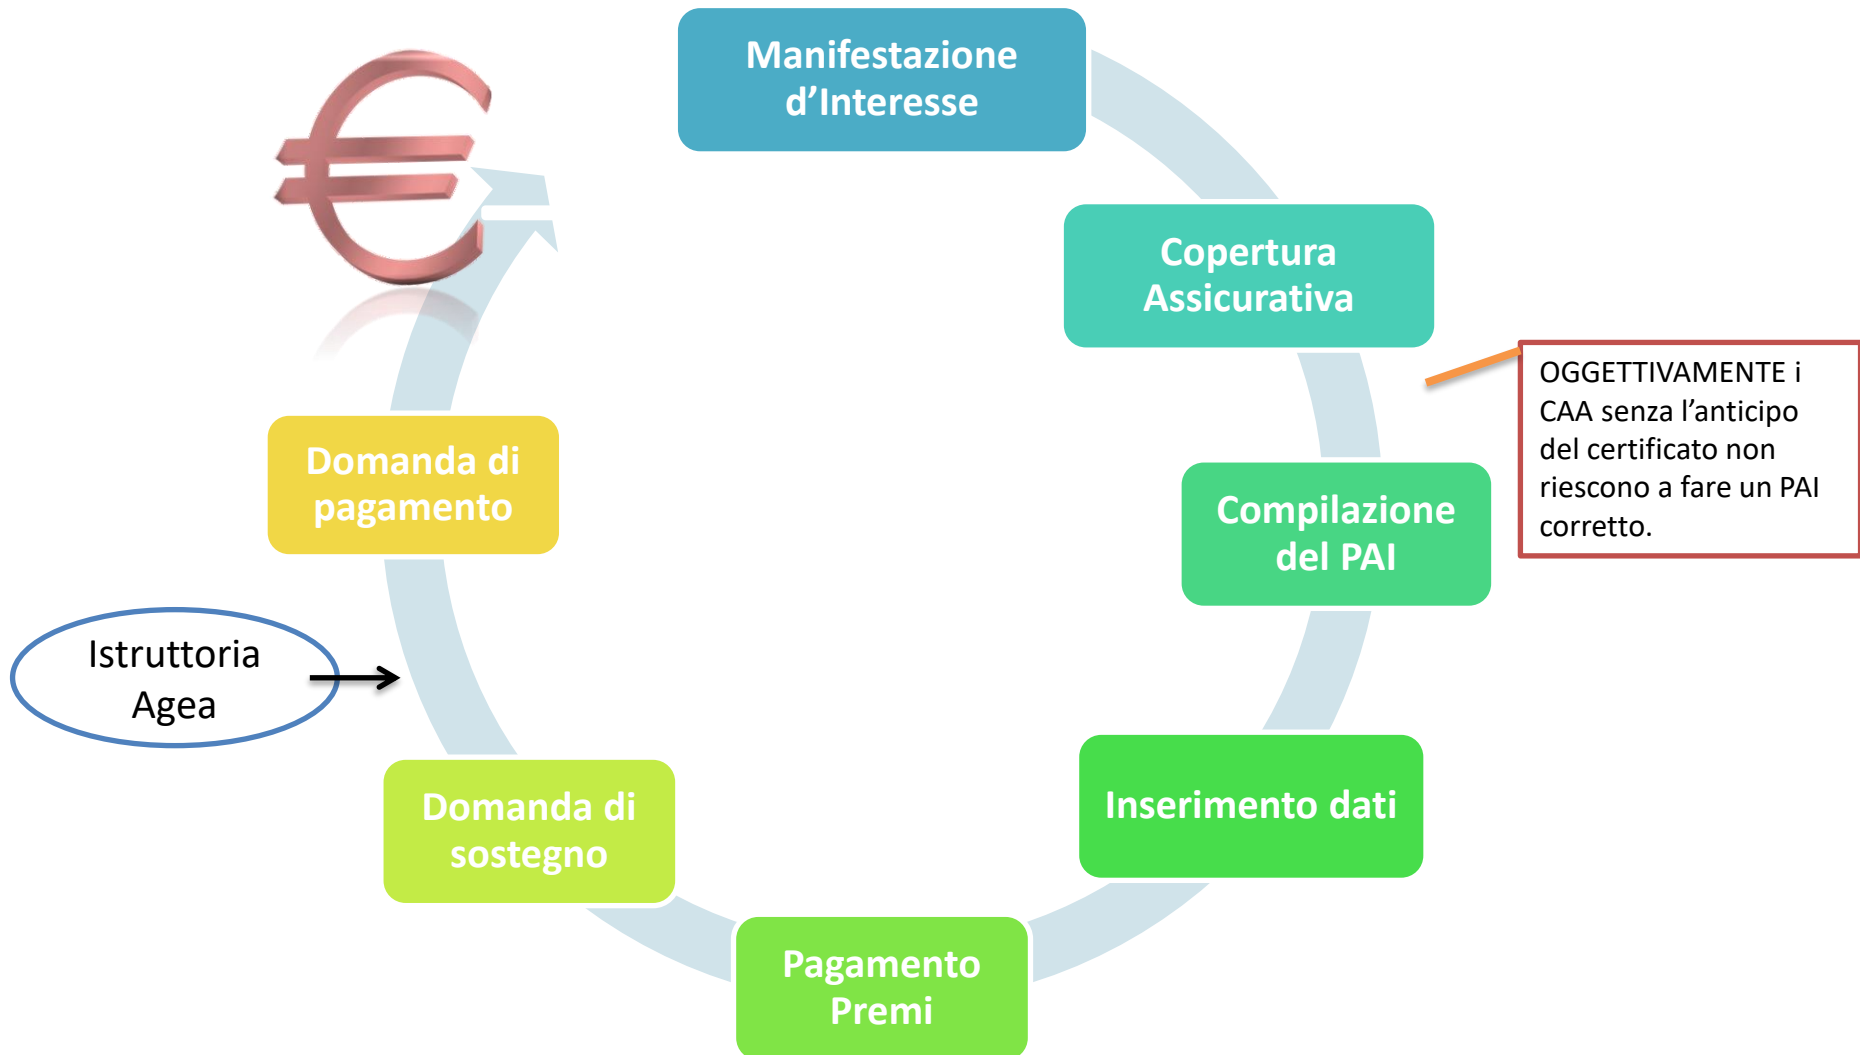 Manifestazione
d’Interesse
Copertura
Assicurativa
OGGETTIVAMENTE i
CAA senza l’anticipo
del certificato non
riescono a fare un PAI
corretto.
Compilazione
del PAI
Inserimento dati
Pagamento
Premi
Domanda di
sostegno
Istruttoria
Agea
Domanda di
pagamento
€